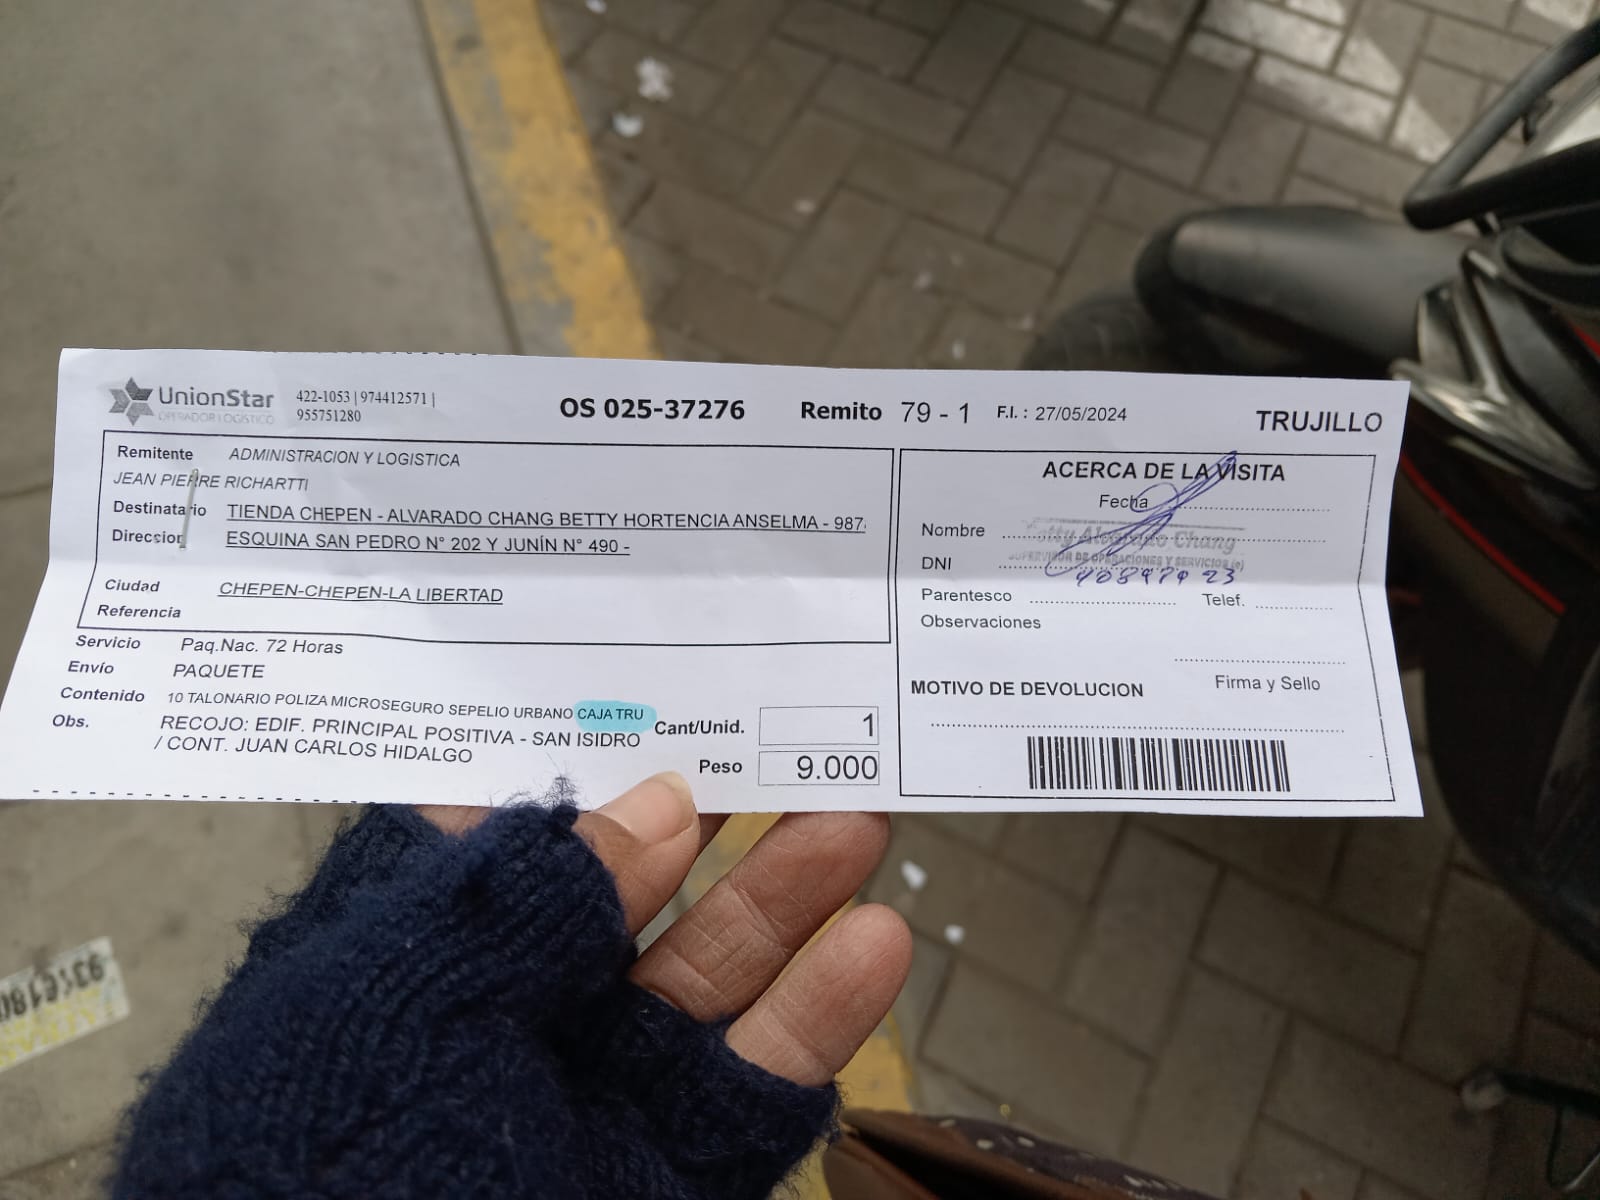 UnionStar
OPERADOR LOGISTICO
422-1053 | 974412571 |
955751280
OS 025-37276
Remito 79 - 1
F.I. : 27/05/2024
TRUJILLO
Remitente ADMINISTRACION Y LOGISTICA
JEAN PIERRE RICHARTTI
Destinatario TIENDA CHEPEN - ALVARADO CHANG BETTY HORTENCIA ANSELMA - 987
Direccion ESQUINA SAN PEDRO N° 202 Y JUNÍN N° 490 -
Ciudad CHEPEN-CHEPEN-LA LIBERTAD
Referencia
Servicio Paq.Nac. 72 Horas
Envío PAQUETE
Contenido 10 TALONARIO POLIZA MICROSEGURO SEPELIO URBANO CAJA TRU
Obs. RECOJO: EDIF. PRINCIPAL POSITIVA - SAN ISIDRO
/ CONT. JUAN CARLOS HIDALGO
Cant/Unid. 1
Peso 9.000
ACERCA DE LA VISITA
Fecha
Nombre
Betty Alvarado Chang
DNI
SUPERVISOR DE OPERACIONES Y SERVICIOS (e)
Parentesco Telef.
Observaciones
Firma y Sello
MOTIVO DE DEVOLUCION